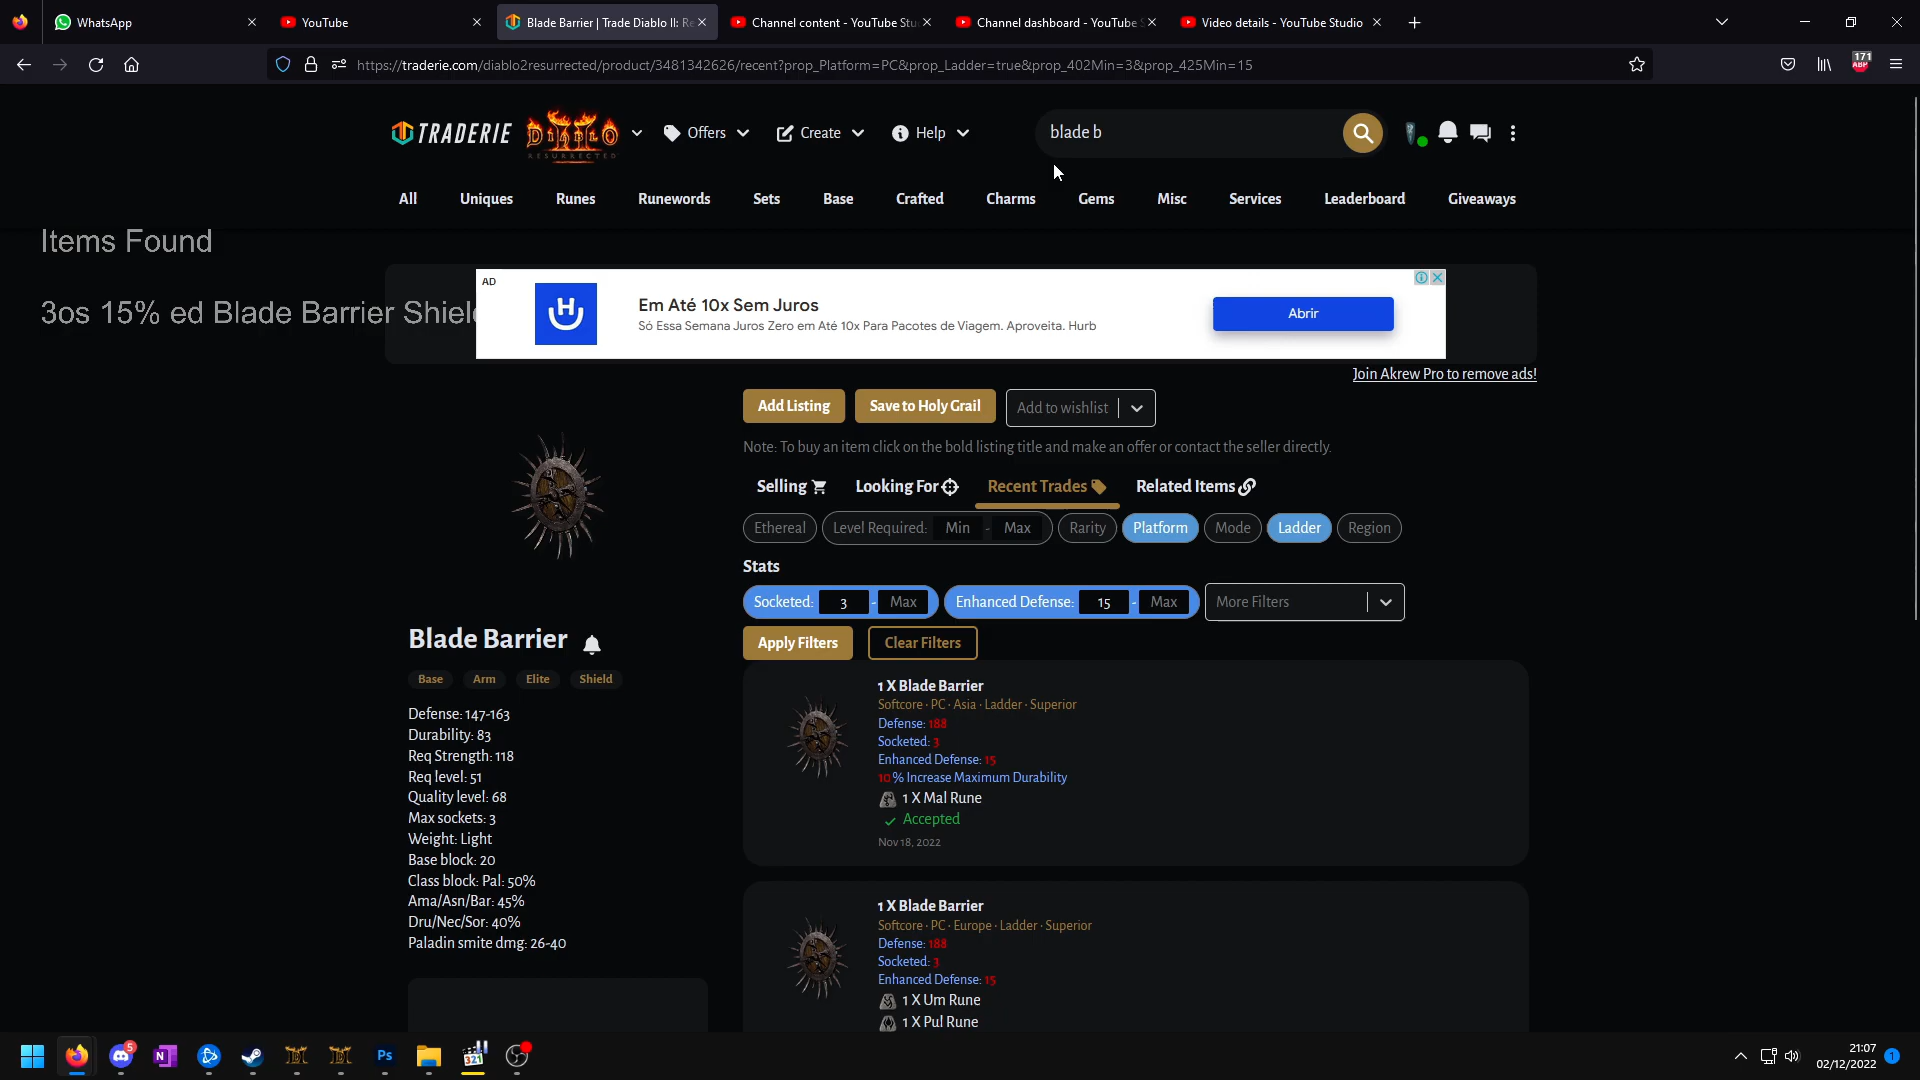 WhatsApp
YouTube
Blade Barrier | Trade Diablo II: Re
Channel content - YouTube Stu
Channel dashboard - YouTube S
Video details - YouTube Studio
https://traderie.com/diablo2resurrected/product/3481342626/recent?prop_Platform=PC&prop_Ladder=true&prop_402Min=3&prop_425Min=15
171
ABP
TRADERIE
DIABLO
RESURRECTED
Offers
Create
Help
blade b
All
Uniques
Runes
Runewords
Sets
Base
Crafted
Charms
Gems
Misc
Services
Leaderboard
Giveaways
Items Found
3os 15% ed Blade Barrier Shield
AD
Em Até 10x Sem Juros
Só Essa Semana Juros Zero em Até 10x Para Pacotes de Viagem. Aproveita. Hurb
Abrir
Join Akrew Pro to remove ads!
Add Listing
Save to Holy Grail
Add to wishlist
Note: To buy an item click on the bold listing title and make an offer or contact the seller directly.
Selling
Looking For
Recent Trades
Related Items
Ethereal
Level Required: Min - Max
Rarity
Platform
Mode
Ladder
Region
Stats
Socketed: 3 - Max
Enhanced Defense: 15 - Max
More Filters
Apply Filters
Clear Filters
Blade Barrier
Base
Arm
Elite
Shield
Defense: 147-163
Durability: 83
Req Strength: 118
Req level: 51
Quality level: 68
Max sockets: 3
Weight: Light
Base block: 20
Class block: Pal: 50%
Ama/Asn/Bar: 45%
Dru/Nec/Sor: 40%
Paladin smite dmg: 26-40
1 X Blade Barrier
Softcore · PC · Asia · Ladder · Superior
Defense: 188
Socketed: 3
Enhanced Defense: 15
10% Increase Maximum Durability
1 X Mal Rune
Accepted
Nov 18, 2022
1 X Blade Barrier
Softcore · PC · Europe · Ladder · Superior
Defense: 188
Socketed: 3
Enhanced Defense: 15
1 X Um Rune
1 X Pul Rune
5
N
Ps
321
21:07
02/12/2022
1